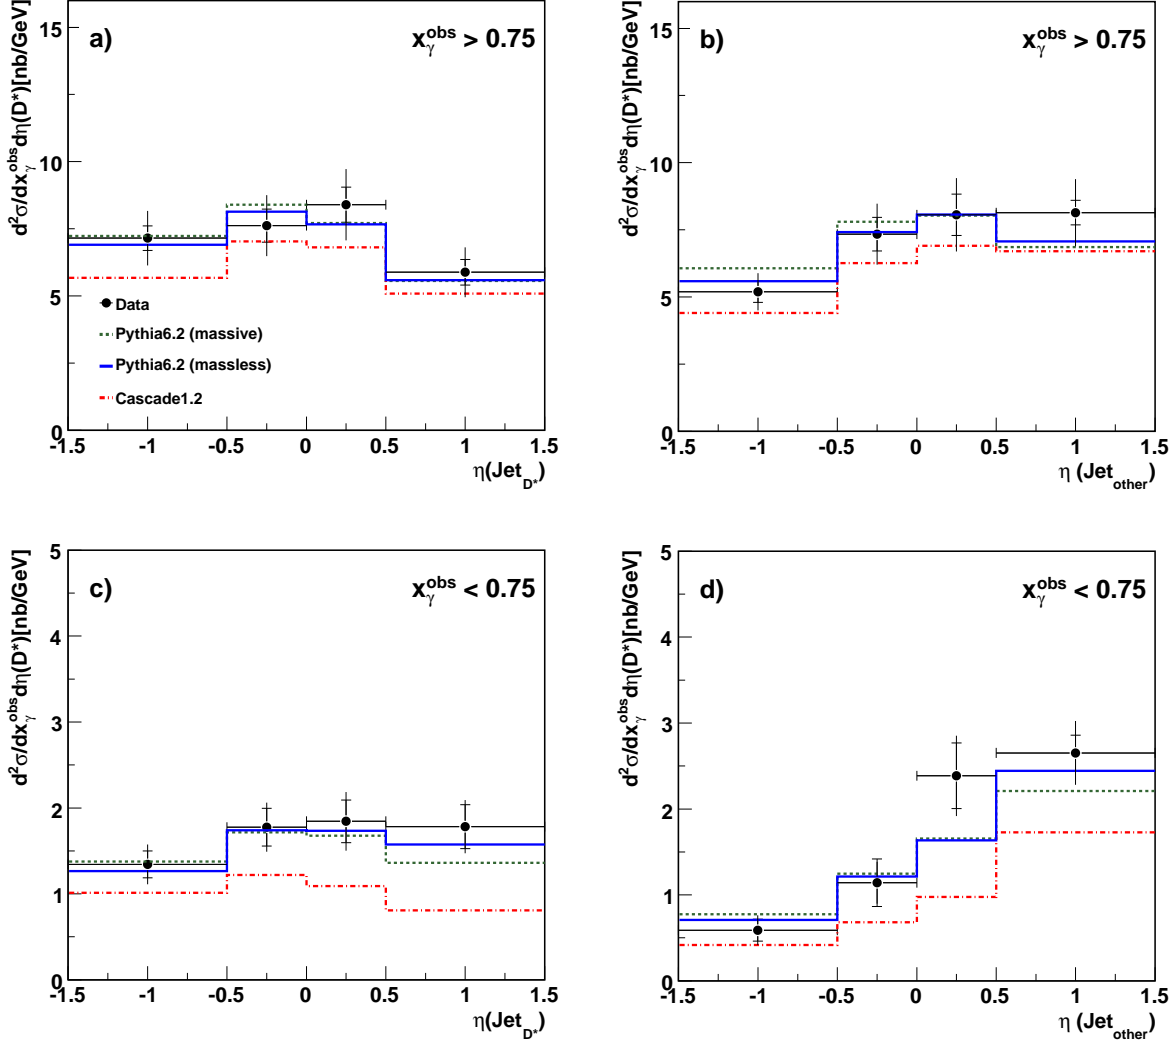 a)
x_γ^obs > 0.75
d²σ/dx_γ^obs dη(D*)[nb/GeV]
15
10
5
0
Data
Pythia6.2 (massive)
Pythia6.2 (massless)
Cascade1.2
-1.5 -1 -0.5 0 0.5 1 1.5
η(Jet_D*)
b)
x_γ^obs > 0.75
d²σ/dx_γ^obs dη(D*)[nb/GeV]
15
10
5
0
-1.5 -1 -0.5 0 0.5 1 1.5
η (Jet_other)
c)
x_γ^obs < 0.75
d²σ/dx_γ^obs dη(D*)[nb/GeV]
5
4
3
2
1
0
-1.5 -1 -0.5 0 0.5 1 1.5
η(Jet_D*)
d)
x_γ^obs < 0.75
d²σ/dx_γ^obs dη(D*)[nb/GeV]
5
4
3
2
1
0
-1.5 -1 -0.5 0 0.5 1 1.5
η (Jet_other)